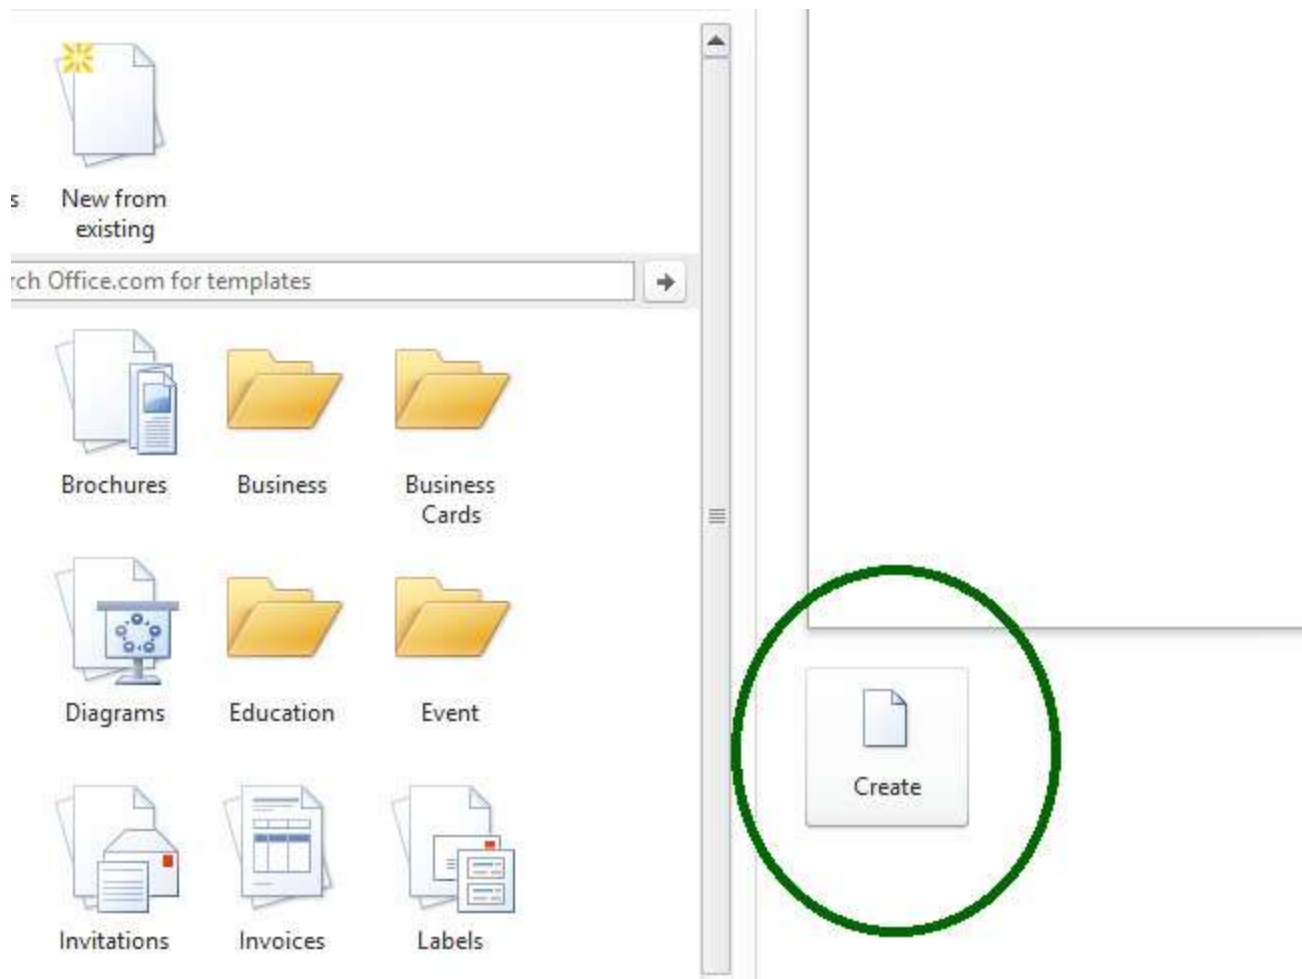 s
New from
existing
rch Office.com for templates
Brochures
Business
Business
Cards
Diagrams
Education
Event
Create
Invitations
Invoices
Labels